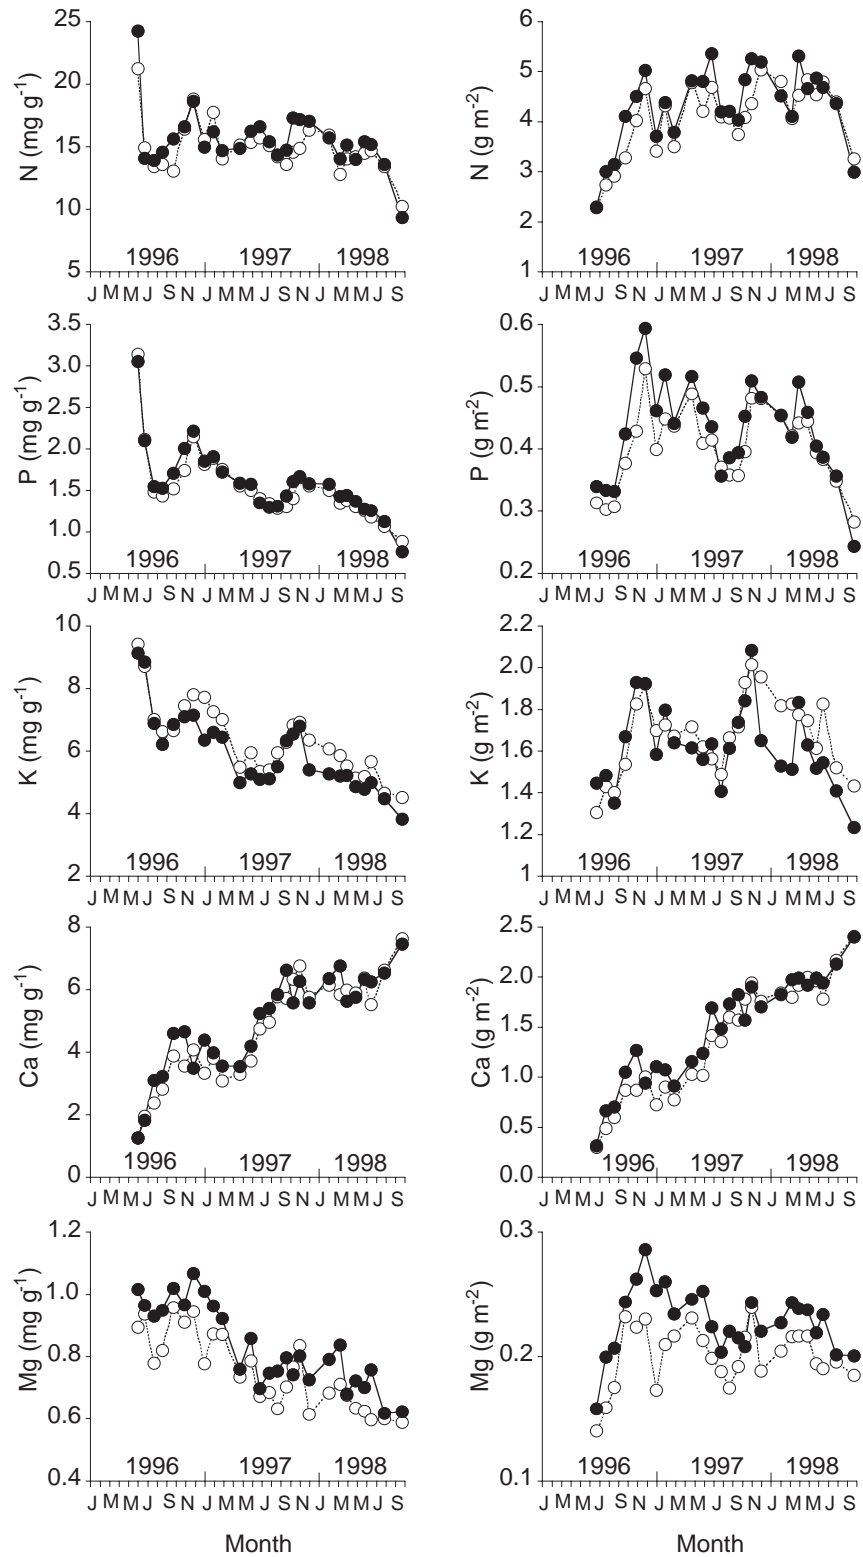 25
20
15
10
5
N (mg g-1)
1996 1997 1998
J M M J S N J M M J S N J M M J S
6
5
4
3
2
1
N (g m-2)
1996 1997 1998
J M M J S N J M M J S N J M M J S
3.5
3.0
2.5
2.0
1.5
1.0
0.5
P (mg g-1)
1996 1997 1998
J M M J S N J M M J S N J M M J S
0.6
0.5
0.4
0.3
0.2
P (g m-2)
1996 1997 1998
J M M J S N J M M J S N J M M J S
10
8
6
4
2
K (mg g-1)
1996 1997 1998
J M M J S N J M M J S N J M M J S
2.2
2.0
1.8
1.6
1.4
1.2
1
K (g m-2)
1996 1997 1998
J M M J S N J M M J S N J M M J S
8
6
4
2
0
Ca (mg g-1)
1996 1997 1998
J M M J S N J M M J S N J M M J S
2.5
2.0
1.5
1.0
0.5
0.0
Ca (g m-2)
1996 1997 1998
J M M J S N J M M J S N J M M J S
1.2
1.0
0.8
0.6
0.4
Mg (mg g-1)
1996 1997 1998
J M M J S N J M M J S N J M M J S
Month
0.3
0.2
0.1
Mg (g m-2)
1996 1997 1998
J M M J S N J M M J S N J M M J S
Month